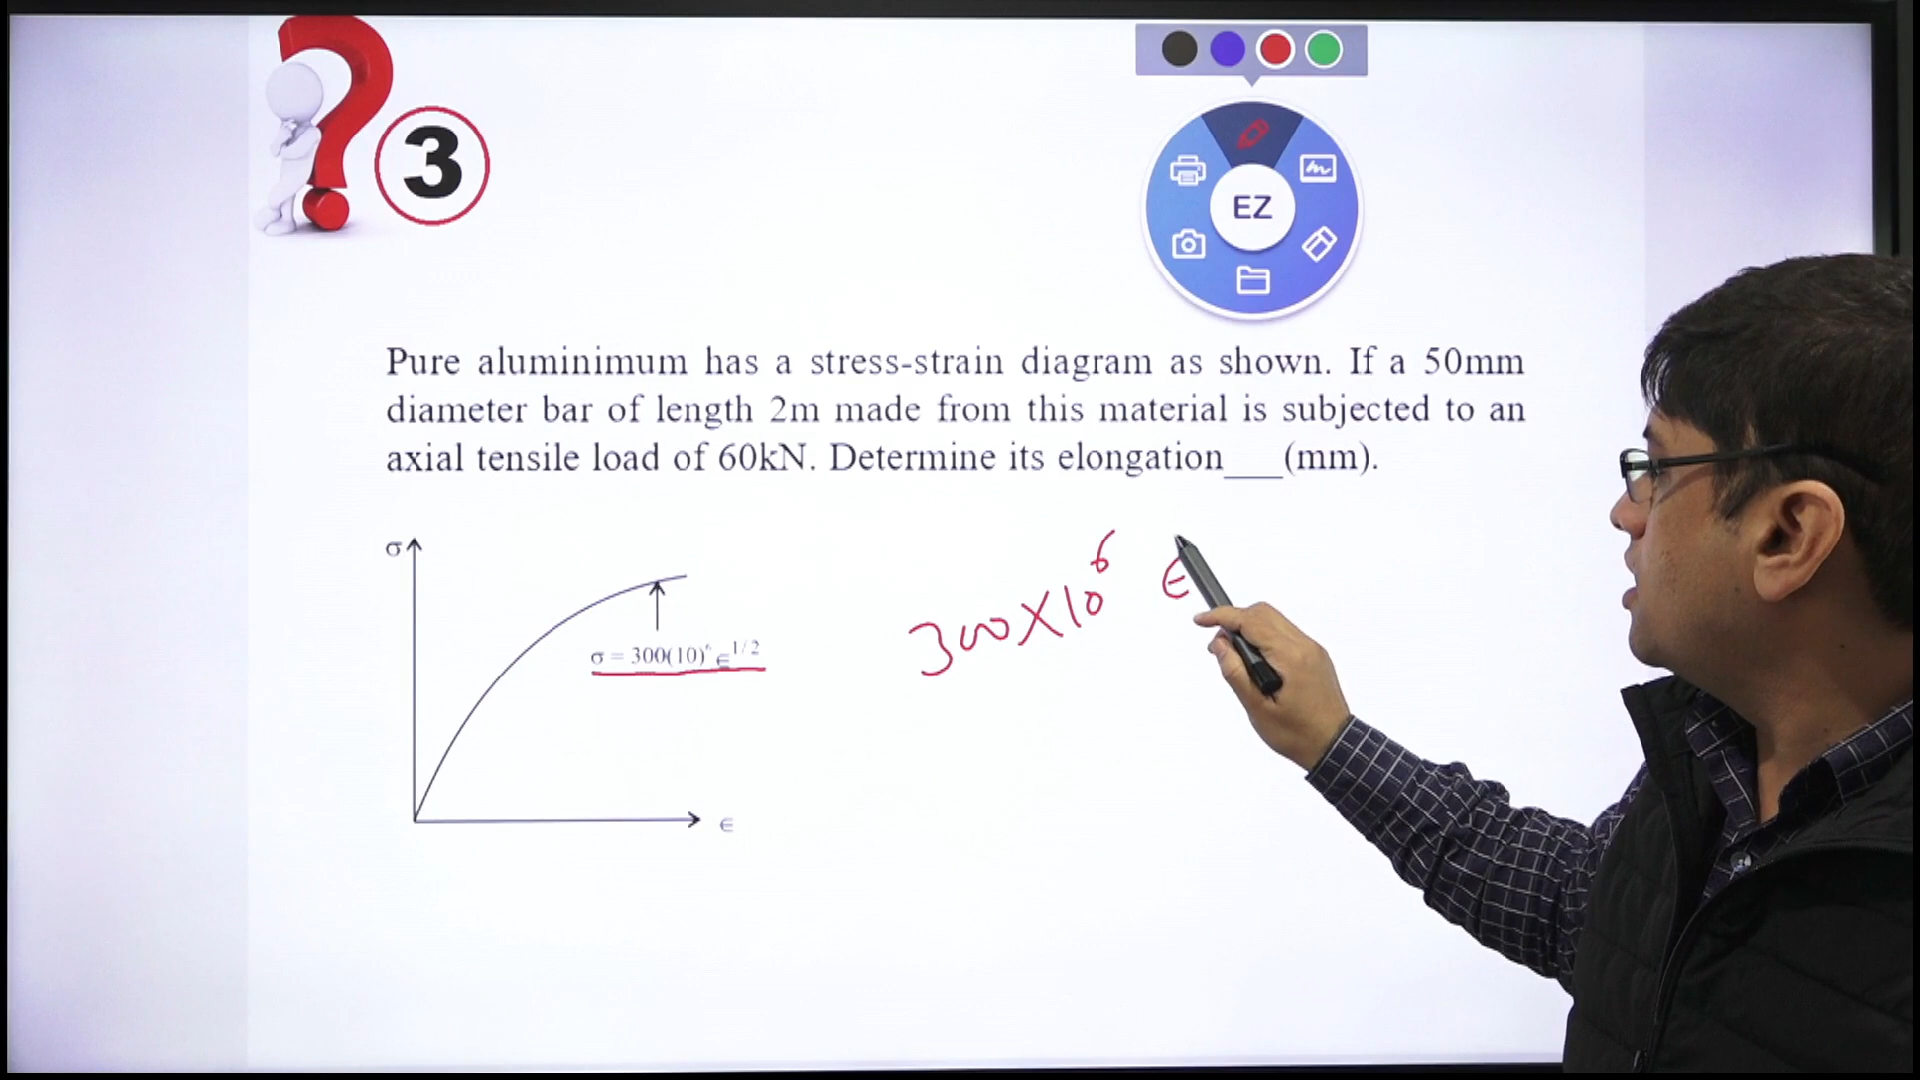 3
EZ
Pure aluminimum has a stress-strain diagram as shown. If a 50mm
diameter bar of length 2m made from this material is subjected to an
axial tensile load of 60kN. Determine its elongation___(mm).
σ
300×10⁶ ∈
σ = 300(10)⁶ ∈^1/2
∈